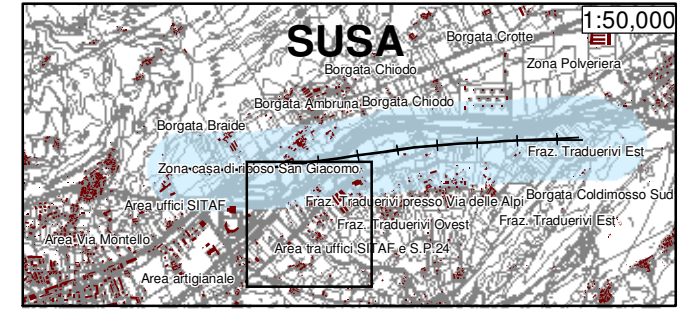 1:50,000
SUSA
Borgata Crotte
Zona Polveriera
Borgata Chiodo
Borgata Ambruna
Borgata Chiodo
Borgata Braide
Fraz. Traduerivi Est
Zona casa di riposo San Giacomo
Borgata Coldimosso Sud
Area uffici SITAF
Fraz. Traduerivi presso Via delle Alpi
Fraz. Traduerivi Est
Fraz. Traduerivi Ovest
Area Via Montello
Area tra uffici SITAF e S.P.24
Area artigianale